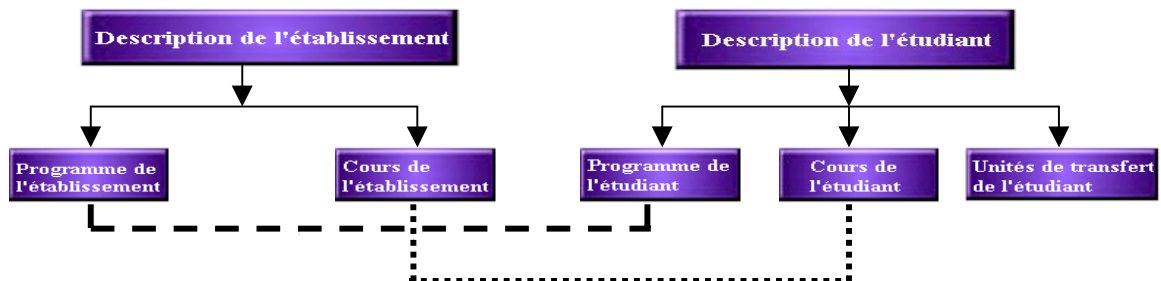 Description de l'établissement
Description de l'étudiant
Programme de
l'établissement
Cours de
l'établissement
Programme de
l'étudiant
Cours de
l'étudiant
Unités de transfert
de l'étudiant